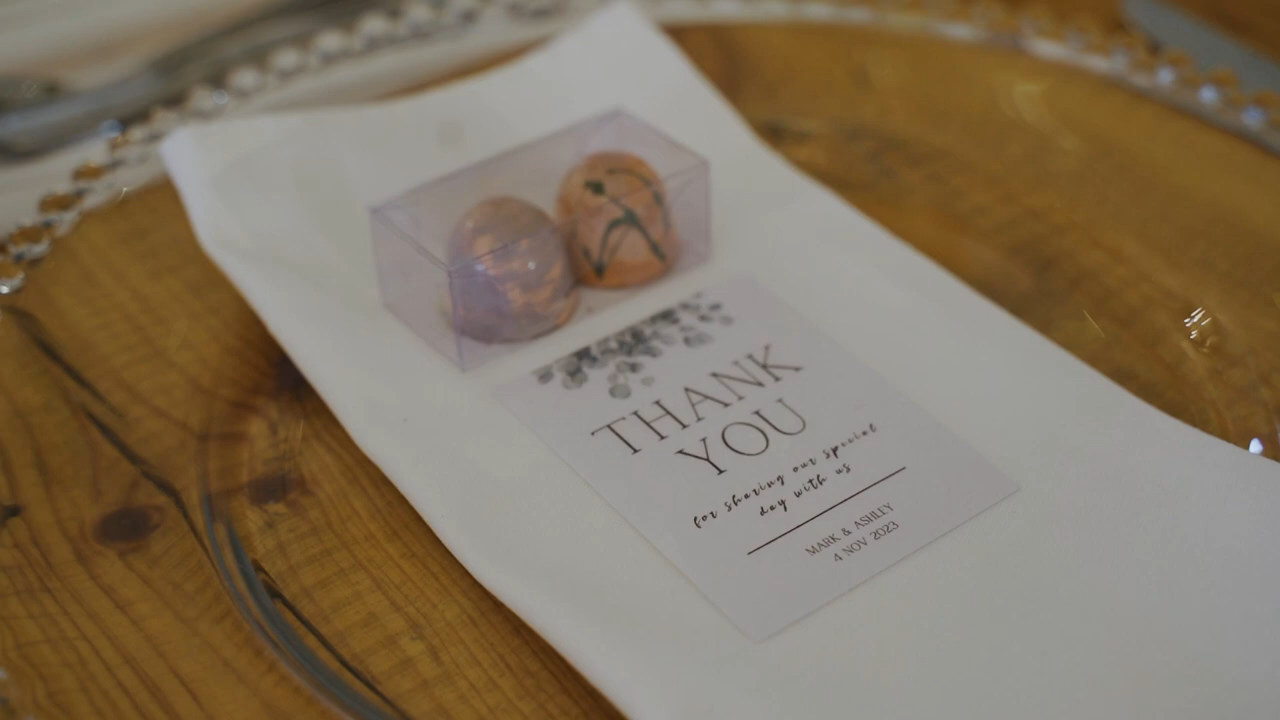 THANK
YOU
for sharing our special
day with us
MARK & ASHLEY
4 NOV 2023